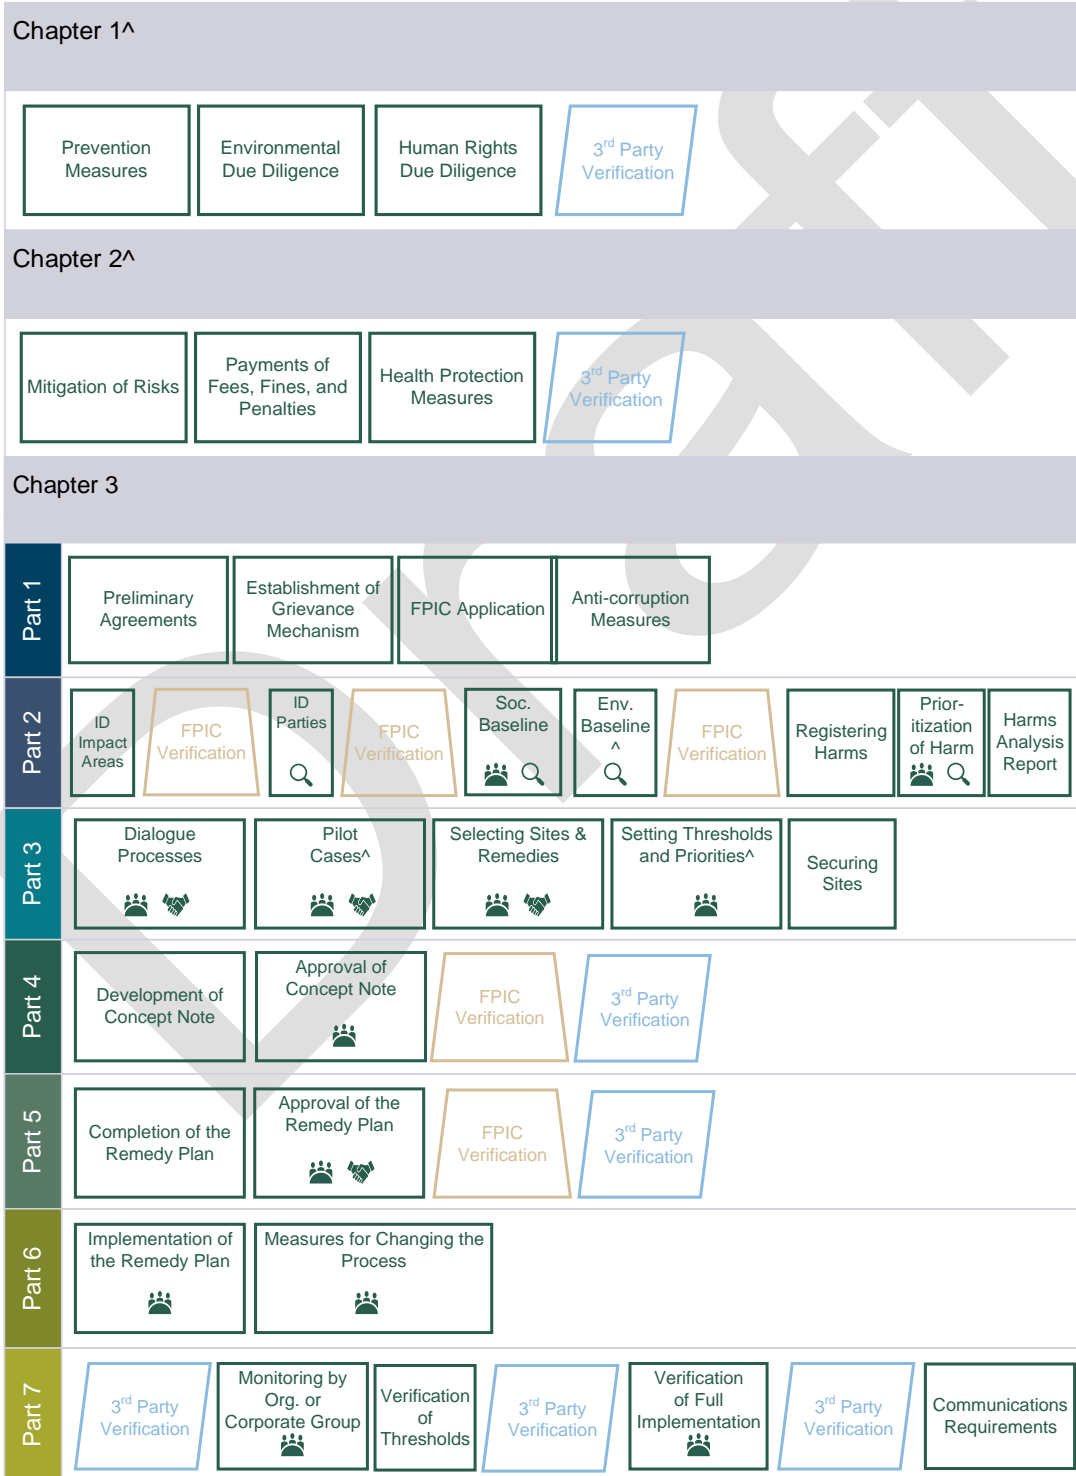 Chapter 1^
Prevention
Measures
Environmental
Due Diligence
Human Rights
Due Diligence
3rd Party
Verification
Chapter 2^
Mitigation of Risks
Payments of
Fees, Fines, and
Penalties
Health Protection
Measures
3rd Party
Verification
Chapter 3
Part 1
Preliminary
Agreements
Establishment of
Grievance
Mechanism
FPIC Application
Anti-corruption
Measures
Part 2
ID
Impact
Areas
FPIC
Verification
ID
Parties
FPIC
Verification
Soc.
Baseline
Env.
Baseline
^
FPIC
Verification
Registering
Harms
Prior-
itization
of Harm
Harms
Analysis
Report
Part 3
Dialogue
Processes
Pilot
Cases^
Selecting Sites &
Remedies
Setting Thresholds
and Priorities^
Securing
Sites
Part 4
Development of
Concept Note
Approval of
Concept Note
FPIC
Verification
3rd Party
Verification
Part 5
Completion of the
Remedy Plan
Approval of the
Remedy Plan
FPIC
Verification
3rd Party
Verification
Part 6
Implementation of
the Remedy Plan
Measures for Changing the
Process
Part 7
3rd Party
Verification
Monitoring by
Org. or
Corporate Group
Verification
of
Thresholds
3rd Party
Verification
Verification
of Full
Implementation
3rd Party
Verification
Communications
Requirements
Draft